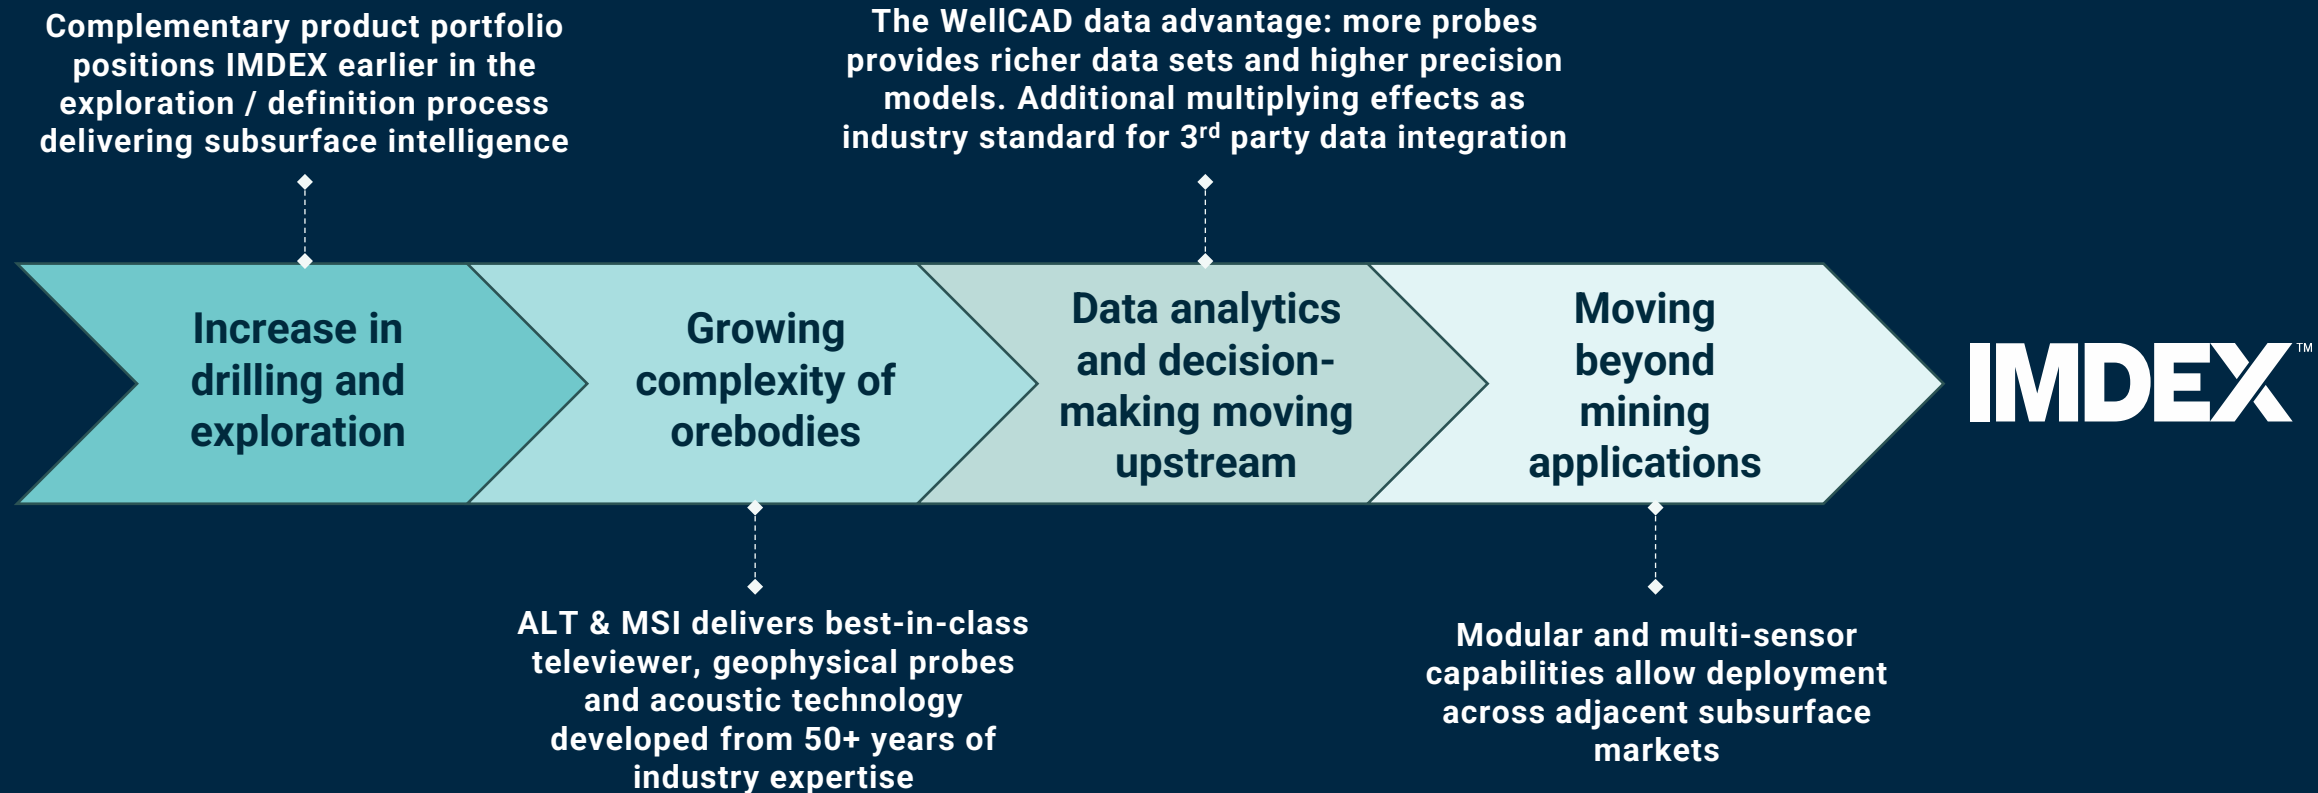 Complementary product portfolio
positions IMDEX earlier in the
exploration / definition process
delivering subsurface intelligence
The WellCAD data advantage: more probes
provides richer data sets and higher precision
models. Additional multiplying effects as
industry standard for 3rd party data integration
Increase in
drilling and
exploration
Growing
complexity of
orebodies
Data analytics
and decision-
making moving
upstream
Moving
beyond
mining
applications
IMDEX™
ALT & MSI delivers best-in-class
televiewer, geophysical probes
and acoustic technology
developed from 50+ years of
industry expertise
Modular and multi-sensor
capabilities allow deployment
across adjacent subsurface
markets